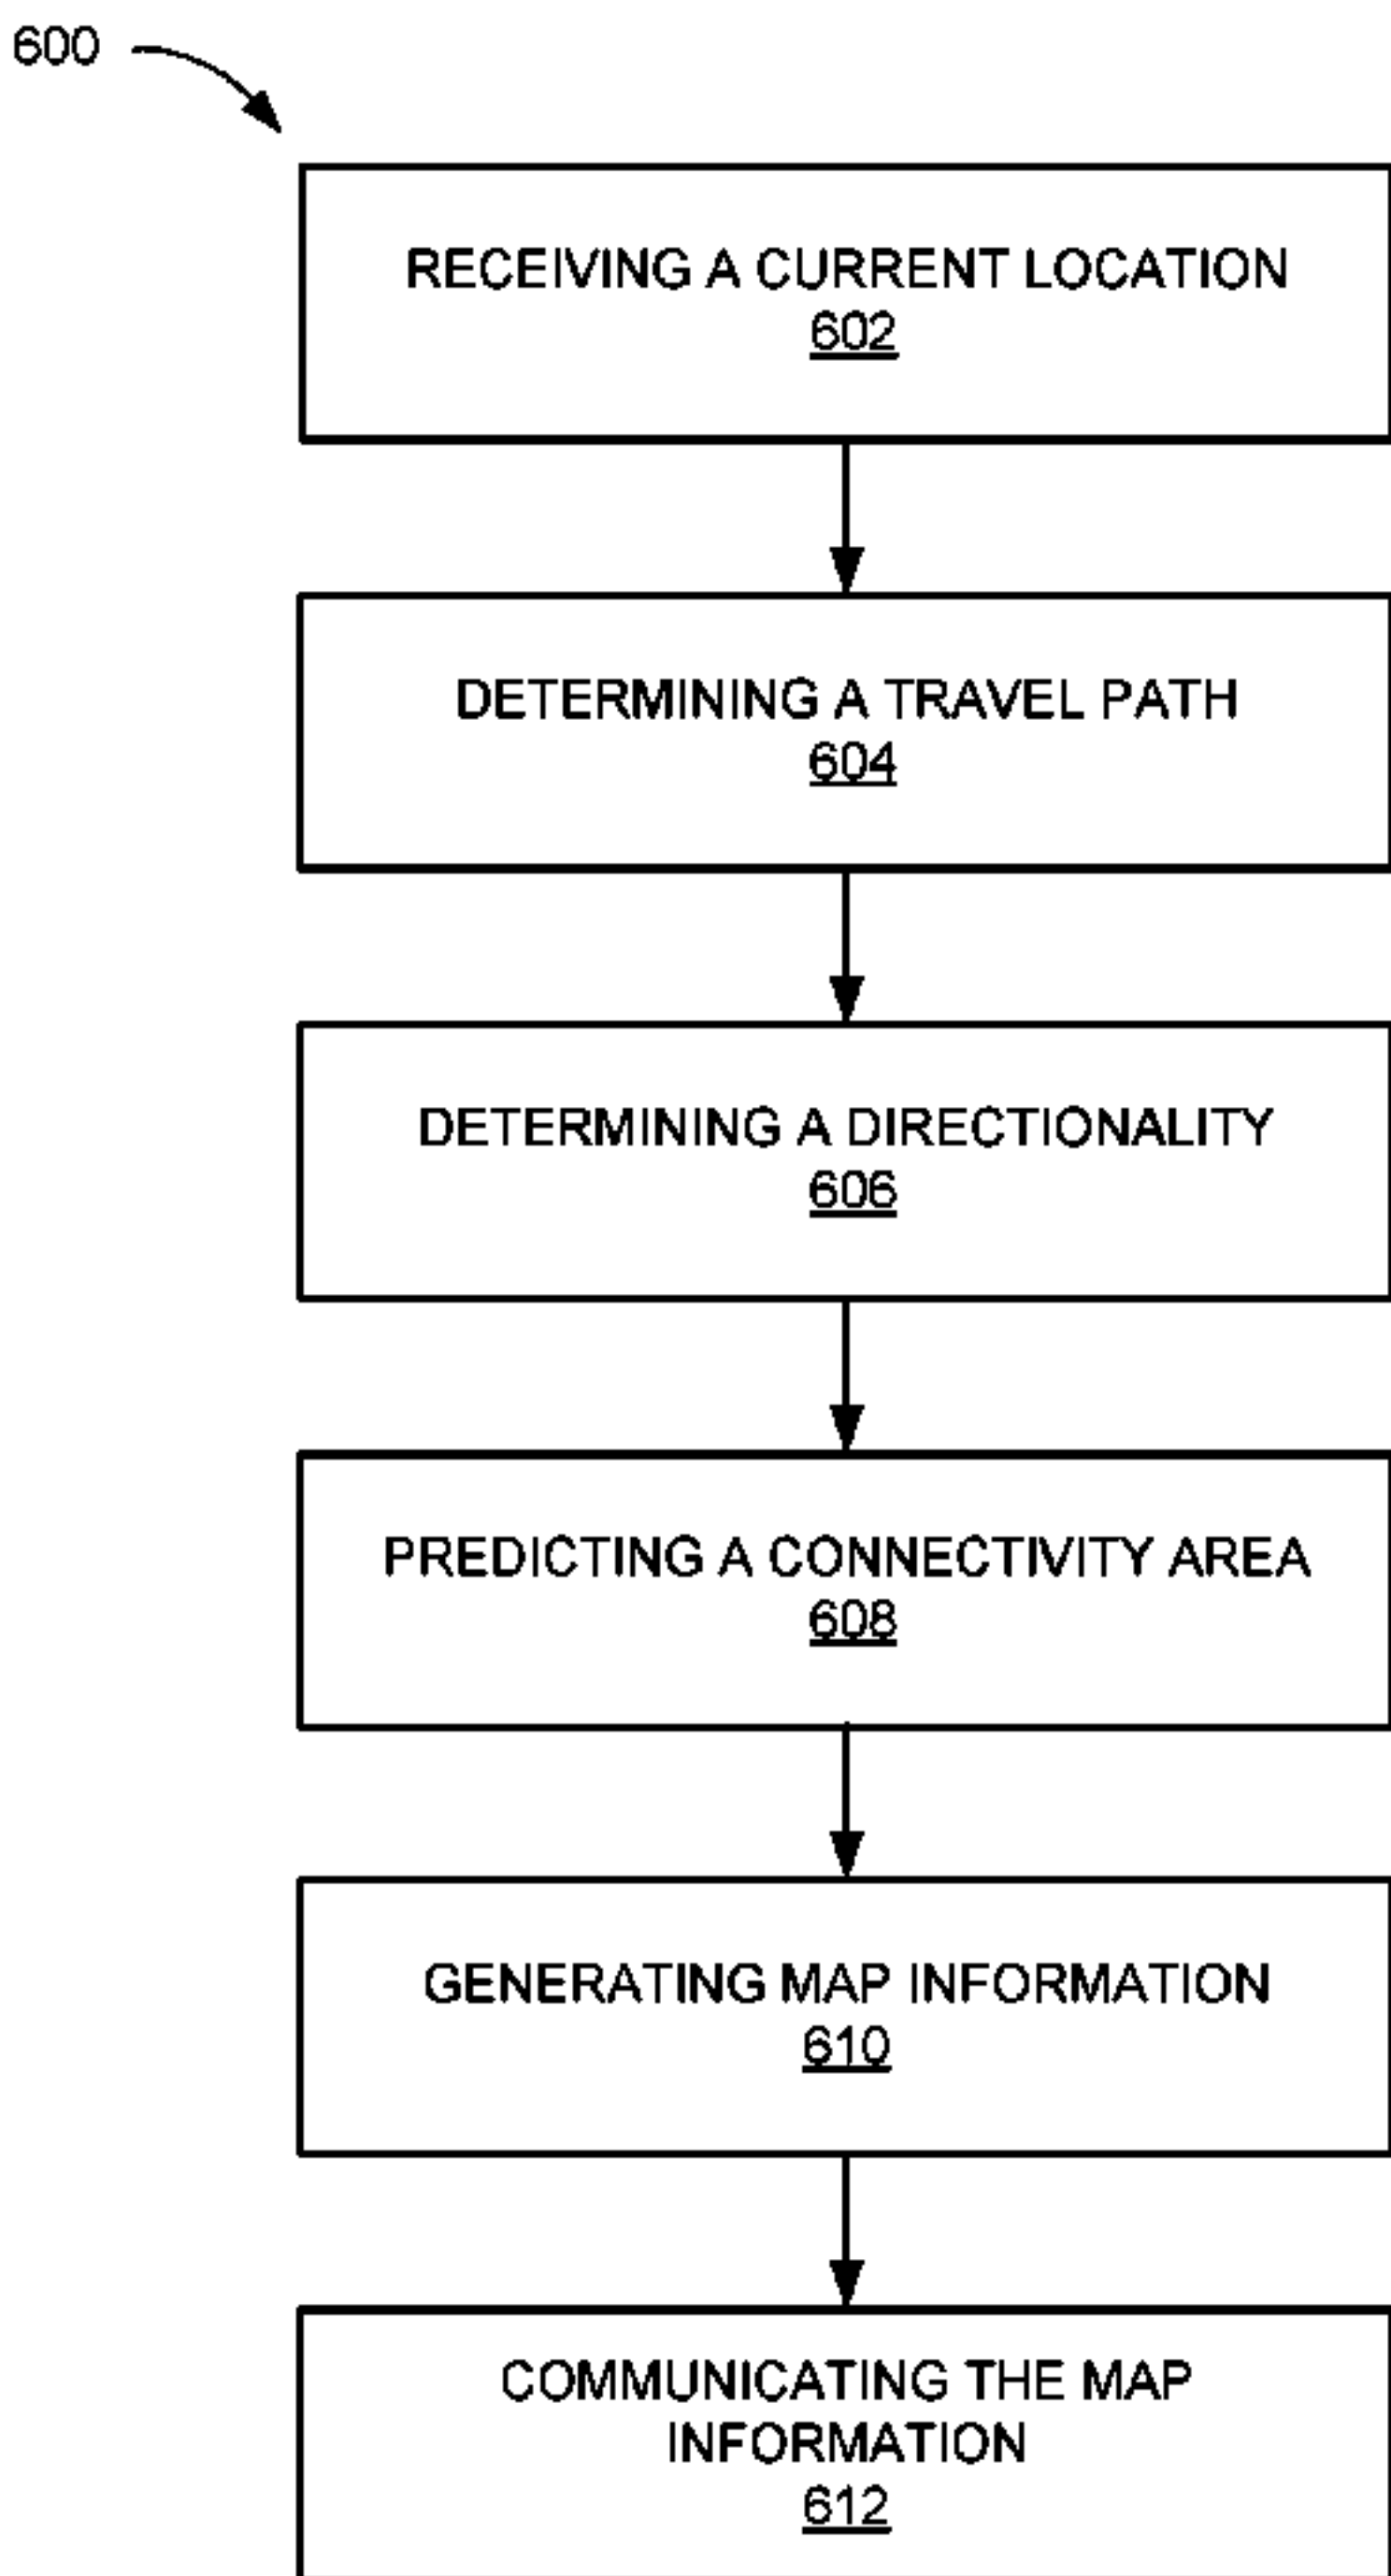 600
RECEIVING A CURRENT LOCATION
602
DETERMINING A TRAVEL PATH
604
DETERMINING A DIRECTIONALITY
606
PREDICTING A CONNECTIVITY AREA
608
GENERATING MAP INFORMATION
610
COMMUNICATING THE MAP
INFORMATION
612